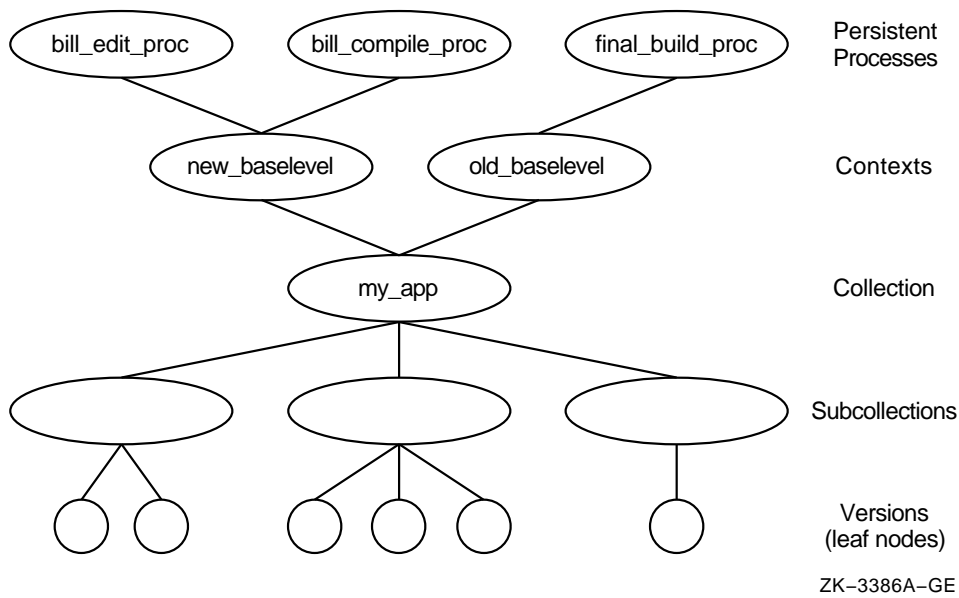 bill_edit_proc
bill_compile_proc
final_build_proc
Persistent
Processes
new_baselevel
old_baselevel
Contexts
my_app
Collection
Subcollections
Versions
(leaf nodes)
ZK–3386A–GE